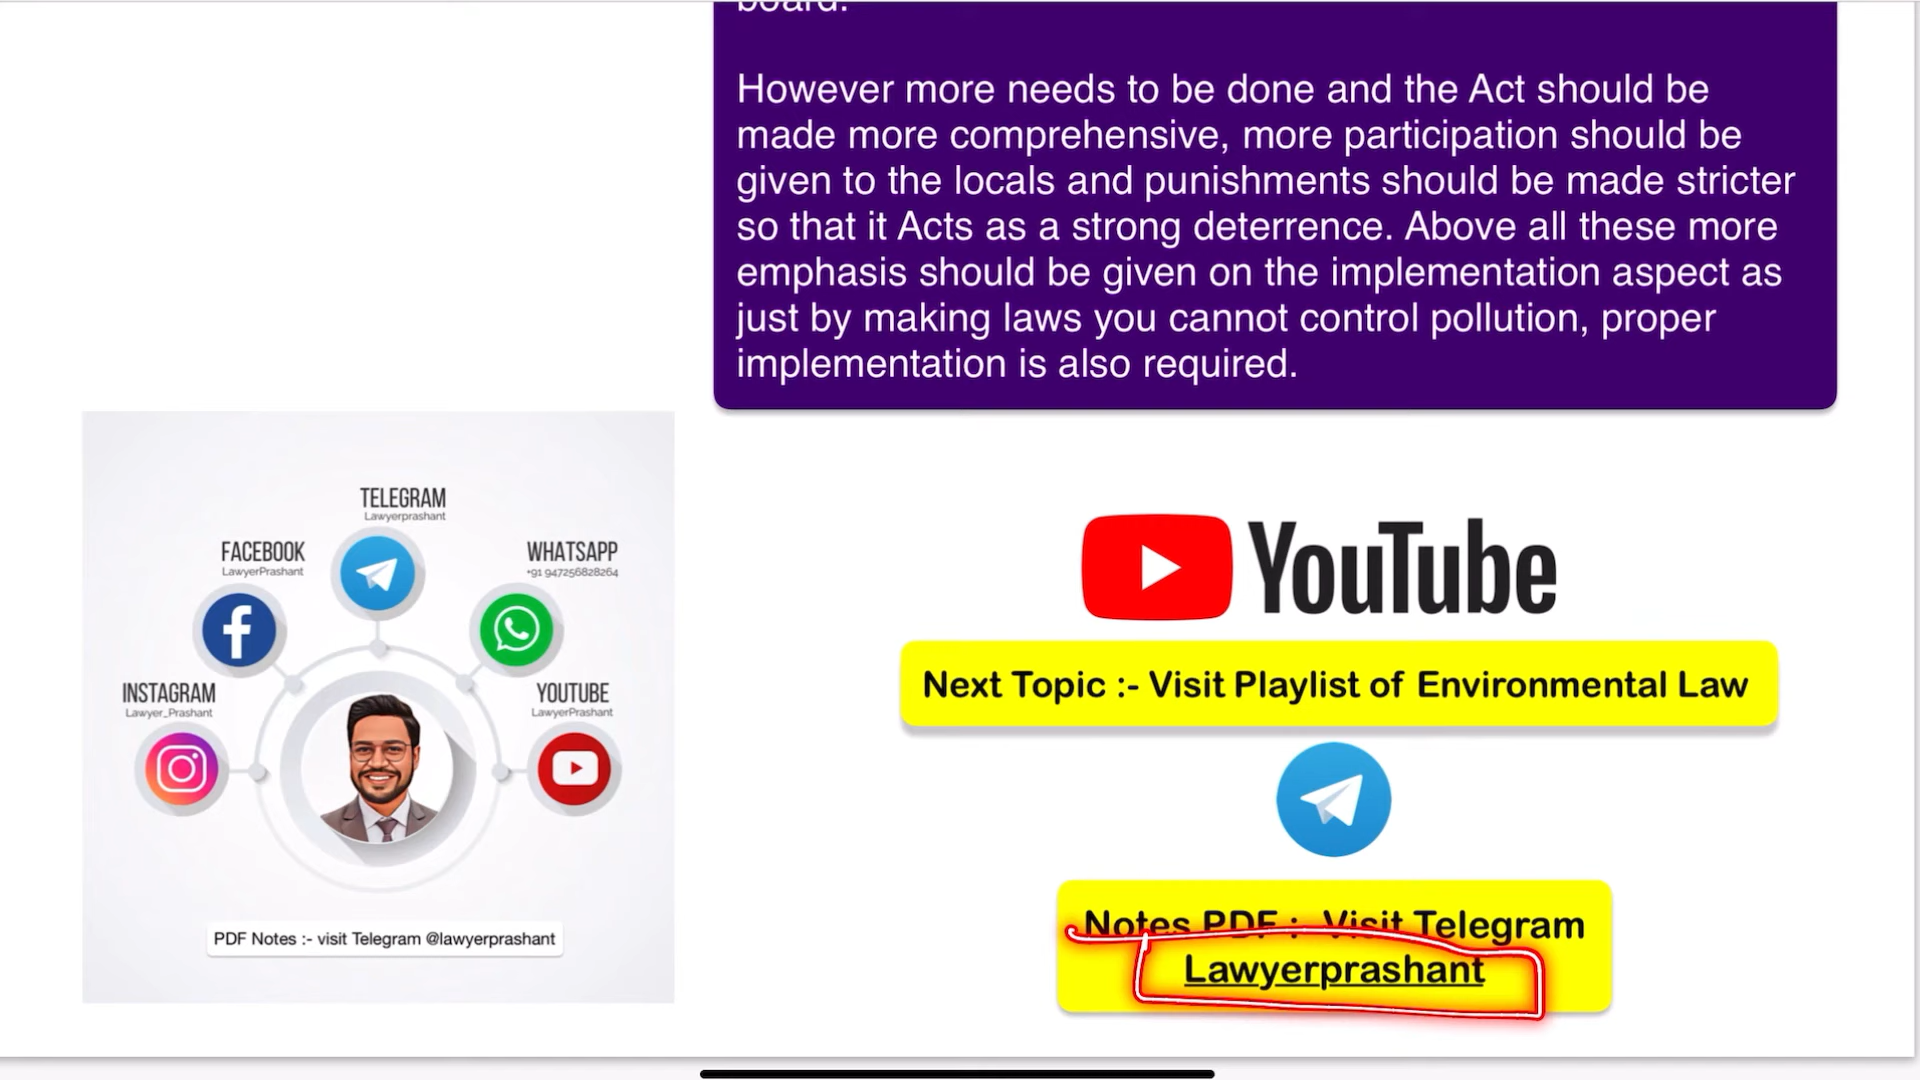 board.
However more needs to be done and the Act should be
made more comprehensive, more participation should be
given to the locals and punishments should be made stricter
so that it Acts as a strong deterrence. Above all these more
emphasis should be given on the implementation aspect as
just by making laws you cannot control pollution, proper
implementation is also required.
TELEGRAM
Lawyerprashant
FACEBOOK
LawyerPrashant
WHATSAPP
+91 947256828264
INSTAGRAM
Lawyer_Prashant
YOUTUBE
LawyerPrashant
PDF Notes :- visit Telegram @lawyerprashant
YouTube
Next Topic :- Visit Playlist of Environmental Law
Notes PDF :- Visit Telegram
Lawyerprashant